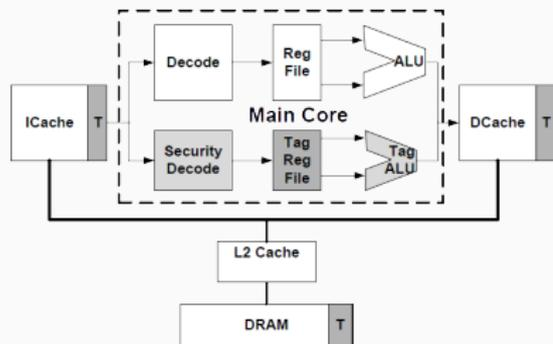 Decode
Reg
File
ALU
ICache
T
Main Core
DCache
T
Security
Decode
Tag
Reg
File
Tag
ALU
L2 Cache
DRAM
T